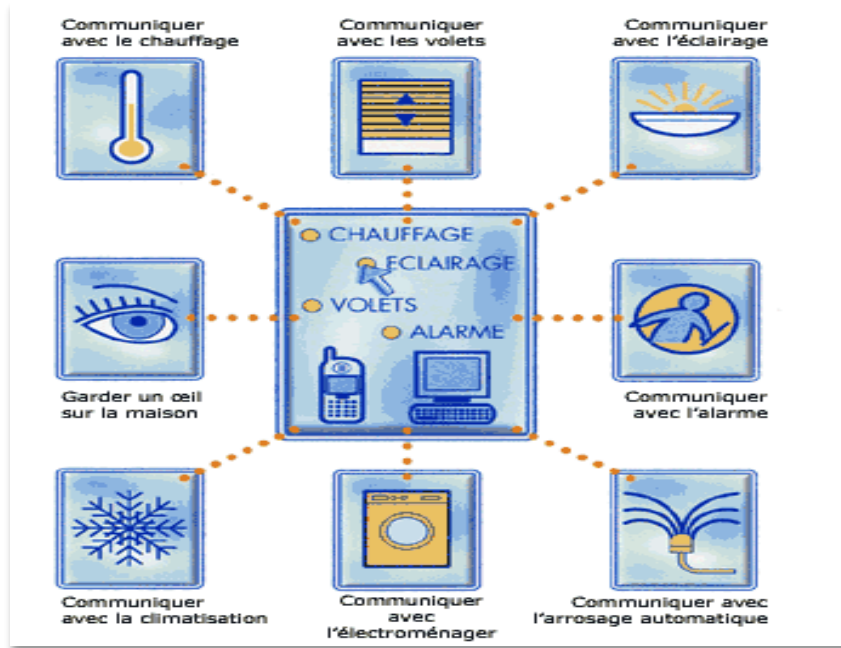 Communiquer
avec le chauffage
Communiquer
avec les volets
Communiquer
avec l'éclairage
CHAUFFAGE
ECLAIRAGE
VOLETS
ALARME
Garder un œil
sur la maison
Communiquer
avec l'alarme
Communiquer
avec la climatisation
Communiquer
avec
l'électroménager
Communiquer avec
l'arrosage automatique